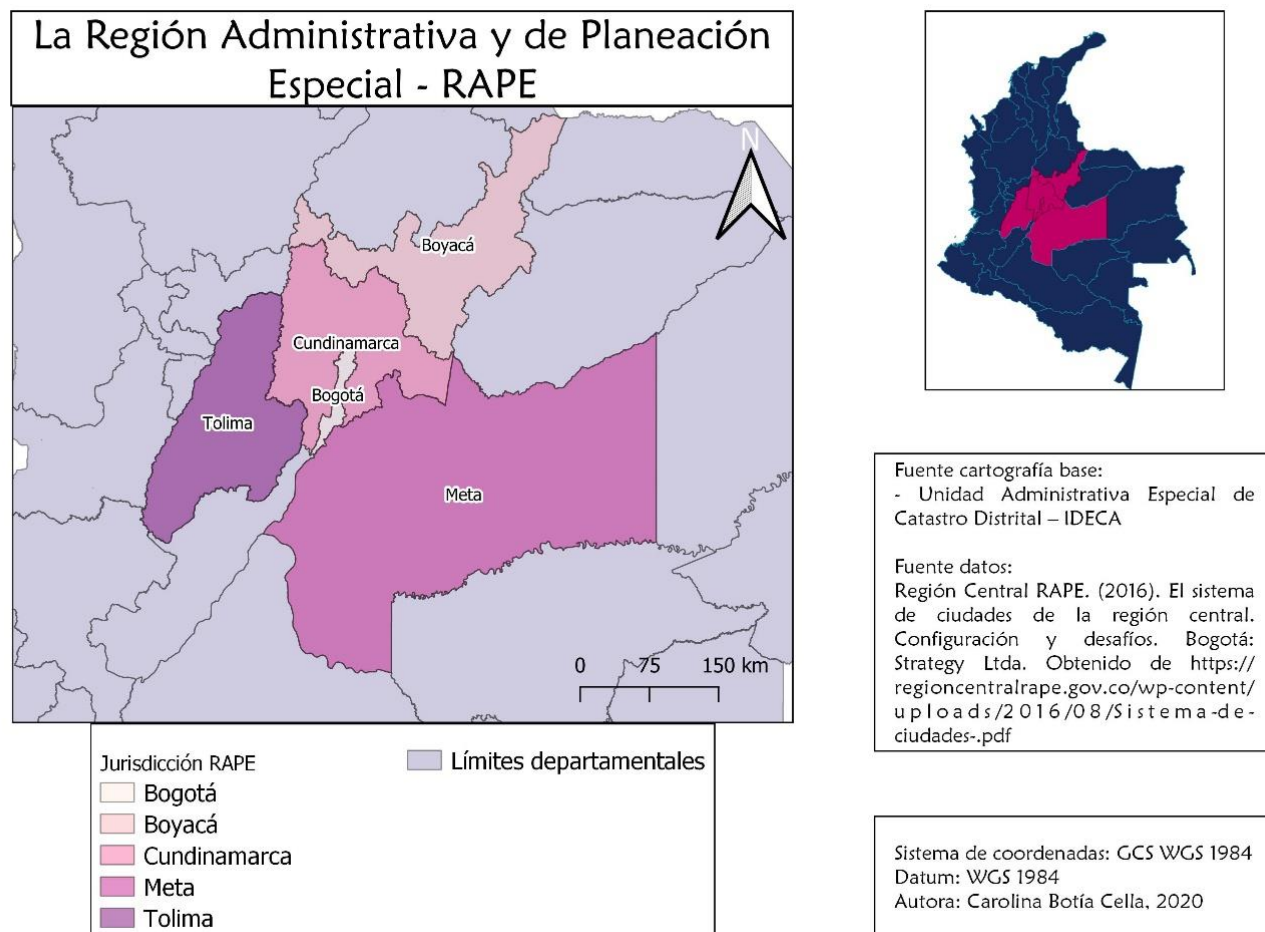 La Región Administrativa y de Planeación
Especial - RAPE
N
Boyacá
Cundinamarca
Bogotá
Tolima
Meta
0 75 150 km
Jurisdicción RAPE
Bogotá
Boyacá
Cundinamarca
Meta
Tolima
Límites departamentales
Fuente cartografía base:
- Unidad Administrativa Especial de
Catastro Distrital – IDECA
Fuente datos:
Región Central RAPE. (2016). El sistema
de ciudades de la región central.
Configuración y desafíos. Bogotá:
Strategy Ltda. Obtenido de https://
regioncentralrape.gov.co/wp-content/
uploads/2016/08/Sistema-de-
ciudades-.pdf
Sistema de coordenadas: GCS WGS 1984
Datum: WGS 1984
Autora: Carolina Botía Cella, 2020